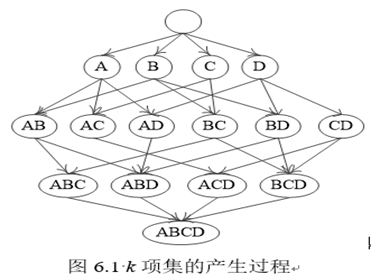 A B C D
AB AC AD BC BD CD
ABC ABD ACD BCD
ABCD
图 6.1 k 项集的产生过程